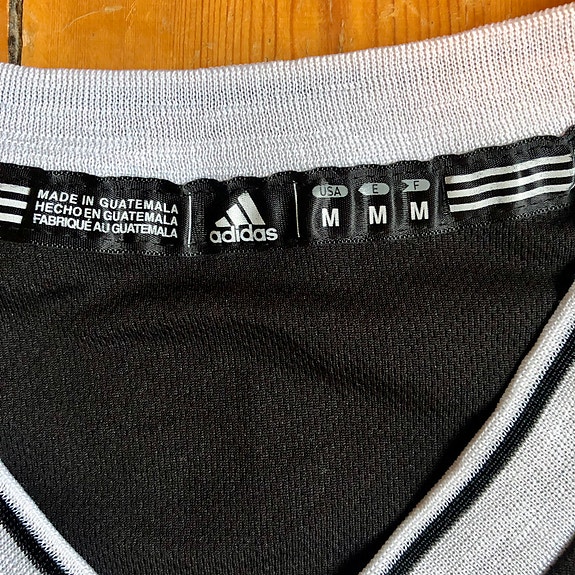 MADE IN GUATEMALA
HECHO EN GUATEMALA
FABRIQUÉ AU GUATEMALA
adidas
USA E F
M M M